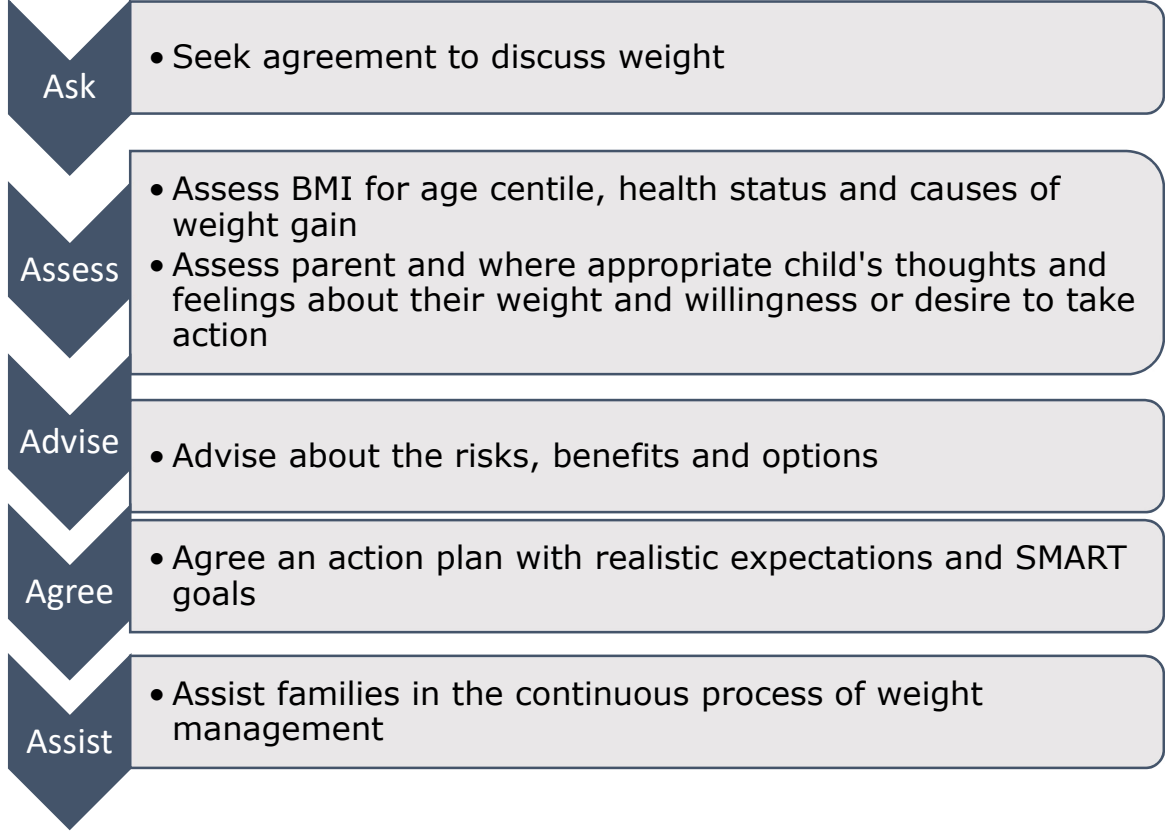 Ask
• Seek agreement to discuss weight
Assess
• Assess BMI for age centile, health status and causes of
weight gain
• Assess parent and where appropriate child's thoughts and
feelings about their weight and willingness or desire to take
action
Advise
• Advise about the risks, benefits and options
Agree
• Agree an action plan with realistic expectations and SMART
goals
Assist
• Assist families in the continuous process of weight
management